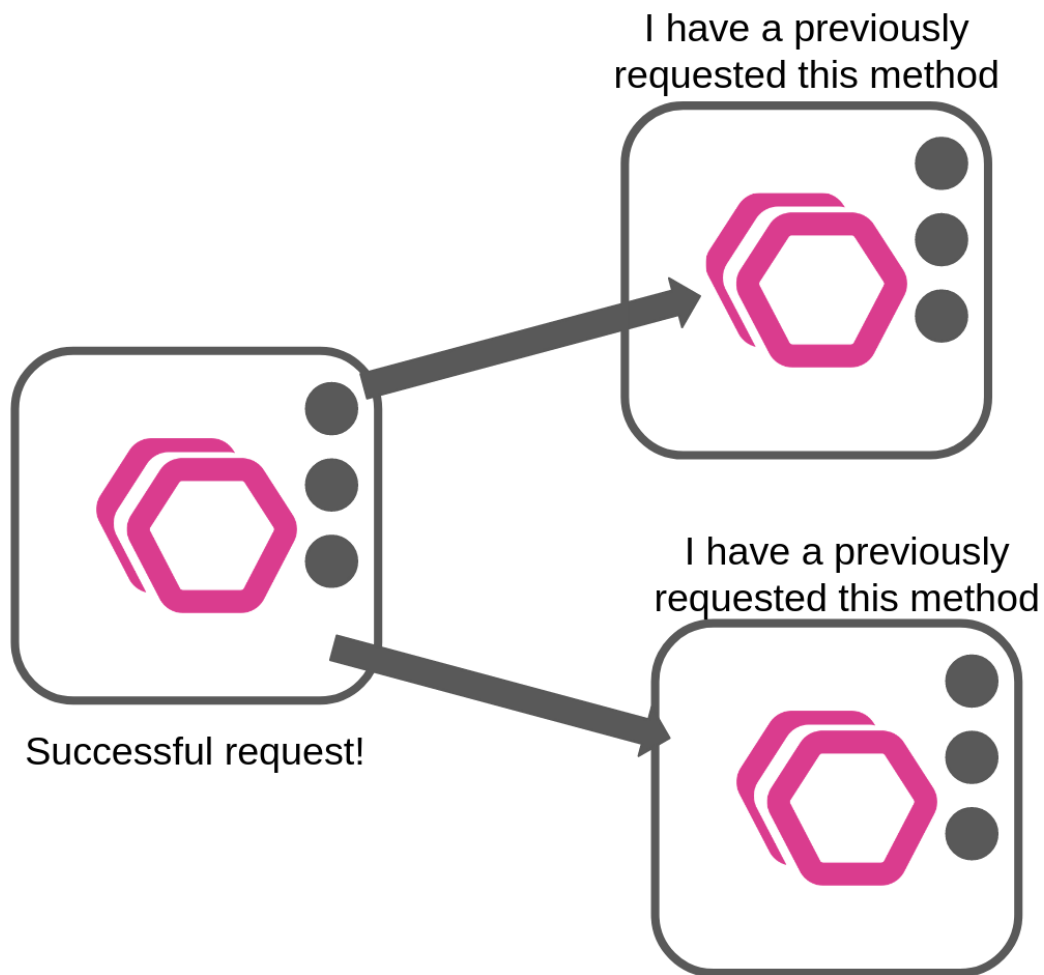 I have a previously
requested this method
Successful request!
I have a previously
requested this method